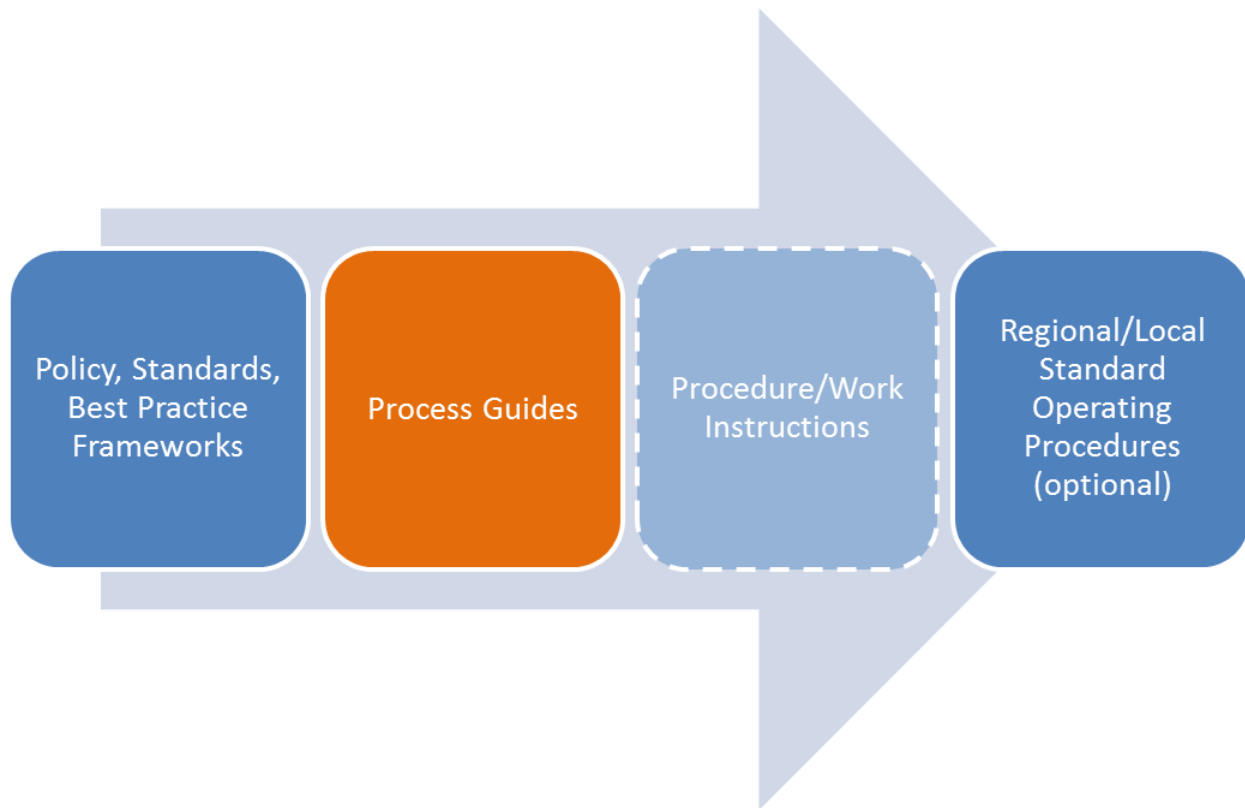 Policy, Standards,
Best Practice
Frameworks
Process Guides
Procedure/Work
Instructions
Regional/Local
Standard
Operating
Procedures
(optional)